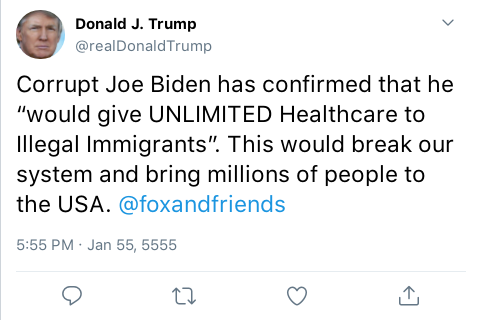 Donald J. Trump
@realDonaldTrump
Corrupt Joe Biden has confirmed that he
“would give UNLIMITED Healthcare to
Illegal Immigrants”. This would break our
system and bring millions of people to
the USA. @foxandfriends
5:55 PM · Jan 55, 5555